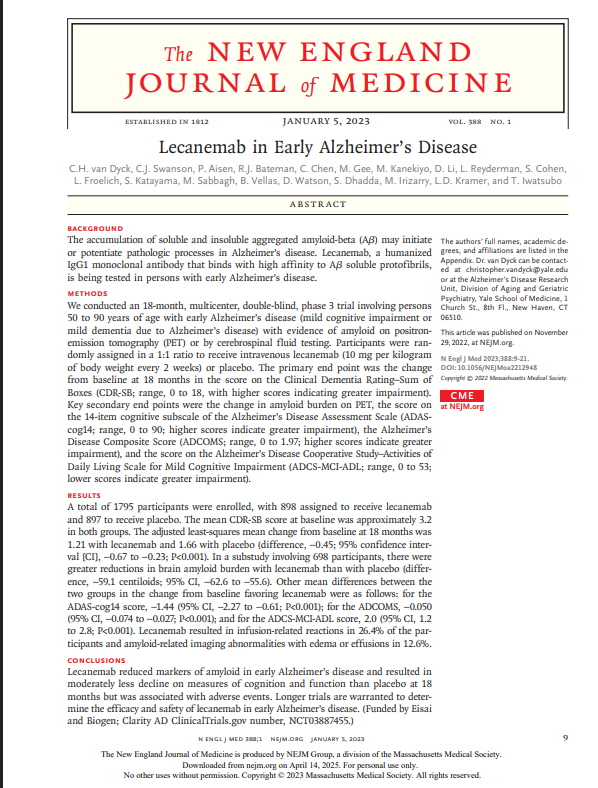 The NEW ENGLAND
JOURNAL of MEDICINE
ESTABLISHED IN 1812
JANUARY 5, 2023
VOL. 388 NO. 1
Lecanemab in Early Alzheimer’s Disease
C.H. van Dyck, C.J. Swanson, P. Aisen, R.J. Bateman, C. Chen, M. Gee, M. Kanekiyo, D. Li, L. Reyderman, S. Cohen,
L. Froelich, S. Katayama, M. Sabbagh, B. Vellas, D. Watson, S. Dhadda, M. Irizarry, L.D. Kramer, and T. Iwatsubo
ABSTRACT
BACKGROUND
The accumulation of soluble and insoluble aggregated amyloid-beta (Aβ) may initiate
or potentiate pathologic processes in Alzheimer’s disease. Lecanemab, a humanized
IgG1 monoclonal antibody that binds with high affinity to Aβ soluble protofibrils,
is being tested in persons with early Alzheimer’s disease.
METHODS
We conducted an 18-month, multicenter, double-blind, phase 3 trial involving persons
50 to 90 years of age with early Alzheimer’s disease (mild cognitive impairment or
mild dementia due to Alzheimer’s disease) with evidence of amyloid on positron-
emission tomography (PET) or by cerebrospinal fluid testing. Participants were ran-
domly assigned in a 1:1 ratio to receive intravenous lecanemab (10 mg per kilogram
of body weight every 2 weeks) or placebo. The primary end point was the change
from baseline at 18 months in the score on the Clinical Dementia Rating–Sum of
Boxes (CDR-SB; range, 0 to 18, with higher scores indicating greater impairment).
Key secondary end points were the change in amyloid burden on PET, the score on
the 14-item cognitive subscale of the Alzheimer’s Disease Assessment Scale (ADAS-
cog14; range, 0 to 90; higher scores indicate greater impairment), the Alzheimer’s
Disease Composite Score (ADCOMS; range, 0 to 1.97; higher scores indicate greater
impairment), and the score on the Alzheimer’s Disease Cooperative Study–Activities of
Daily Living Scale for Mild Cognitive Impairment (ADCS-MCI-ADL; range, 0 to 53;
lower scores indicate greater impairment).
RESULTS
A total of 1795 participants were enrolled, with 898 assigned to receive lecanemab
and 897 to receive placebo. The mean CDR-SB score at baseline was approximately 3.2
in both groups. The adjusted least-squares mean change from baseline at 18 months was
1.21 with lecanemab and 1.66 with placebo (difference, −0.45; 95% confidence inter-
val [CI], −0.67 to −0.23; P<0.001). In a substudy involving 698 participants, there were
greater reductions in brain amyloid burden with lecanemab than with placebo (differ-
ence, −59.1 centiloids; 95% CI, −62.6 to −55.6). Other mean differences between the
two groups in the change from baseline favoring lecanemab were as follows: for the
ADAS-cog14 score, −1.44 (95% CI, −2.27 to −0.61; P<0.001); for the ADCOMS, −0.050
(95% CI, −0.074 to −0.027; P<0.001); and for the ADCS-MCI-ADL score, 2.0 (95% CI, 1.2
to 2.8; P<0.001). Lecanemab resulted in infusion-related reactions in 26.4% of the par-
ticipants and amyloid-related imaging abnormalities with edema or effusions in 12.6%.
CONCLUSIONS
Lecanemab reduced markers of amyloid in early Alzheimer’s disease and resulted in
moderately less decline on measures of cognition and function than placebo at 18
months but was associated with adverse events. Longer trials are warranted to deter-
mine the efficacy and safety of lecanemab in early Alzheimer’s disease. (Funded by Eisai
and Biogen; Clarity AD ClinicalTrials.gov number, NCT03887455.)
The authors’ full names, academic de-
grees, and affiliations are listed in the
Appendix. Dr. van Dyck can be contact-
ed at christopher.vandyck@yale.edu
or at the Alzheimer’s Disease Research
Unit, Division of Aging and Geriatric
Psychiatry, Yale School of Medicine, 1
Church St., 8th Fl., New Haven, CT
06510.
This article was published on November
29, 2022, at NEJM.org.
N Engl J Med 2023;388:9-21.
DOI: 10.1056/NEJMoa2212948
Copyright © 2022 Massachusetts Medical Society.
CME
at NEJM.org
N ENGL J MED 388;1 NEJM.ORG JANUARY 5, 2023
9
The New England Journal of Medicine is produced by NEJM Group, a division of the Massachusetts Medical Society.
Downloaded from nejm.org on April 14, 2025. For personal use only.
No other uses without permission. Copyright © 2023 Massachusetts Medical Society. All rights reserved.